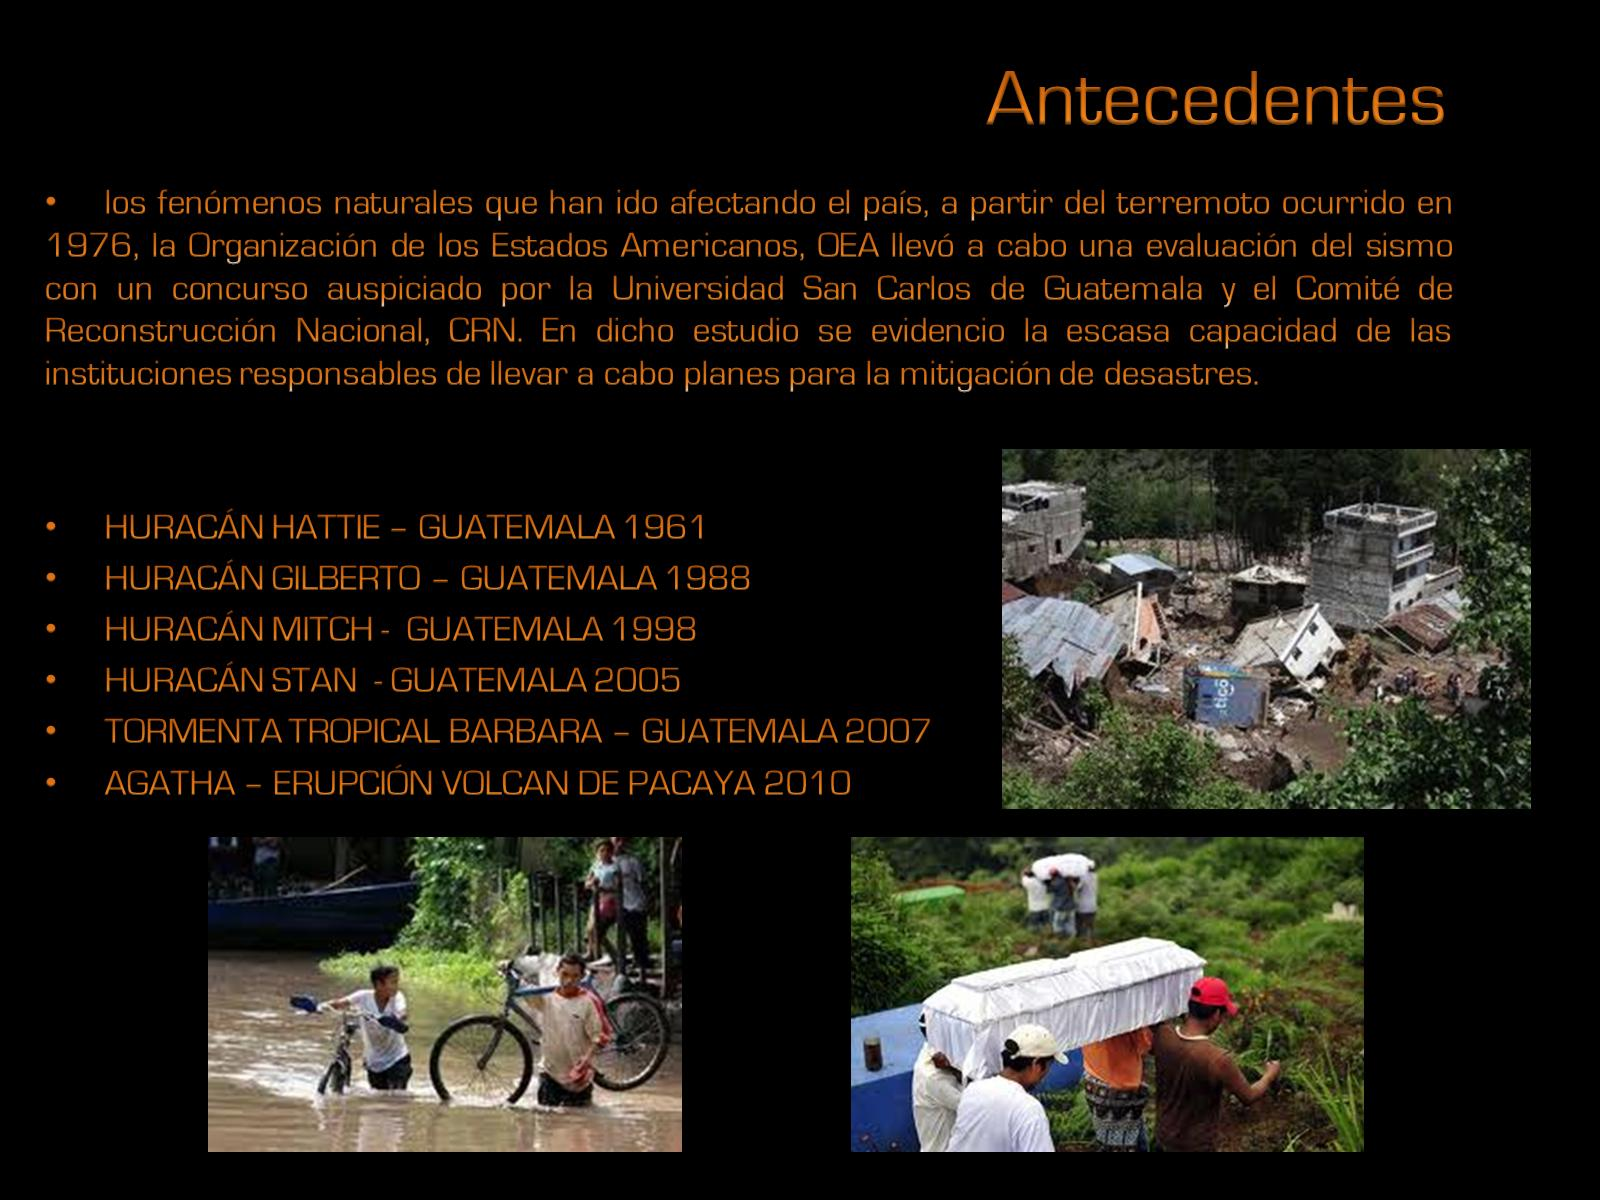 Antecedentes
• los fenómenos naturales que han ido afectando el país, a partir del terremoto ocurrido en
1976, la Organización de los Estados Americanos, OEA llevó a cabo una evaluación del sismo
con un concurso auspiciado por la Universidad San Carlos de Guatemala y el Comité de
Reconstrucción Nacional, CRN. En dicho estudio se evidencio la escasa capacidad de las
instituciones responsables de llevar a cabo planes para la mitigación de desastres.
• HURACÁN HATTIE – GUATEMALA 1961
• HURACÁN GILBERTO – GUATEMALA 1988
• HURACÁN MITCH - GUATEMALA 1998
• HURACÁN STAN - GUATEMALA 2005
• TORMENTA TROPICAL BARBARA – GUATEMALA 2007
• AGATHA – ERUPCIÓN VOLCAN DE PACAYA 2010
tigo